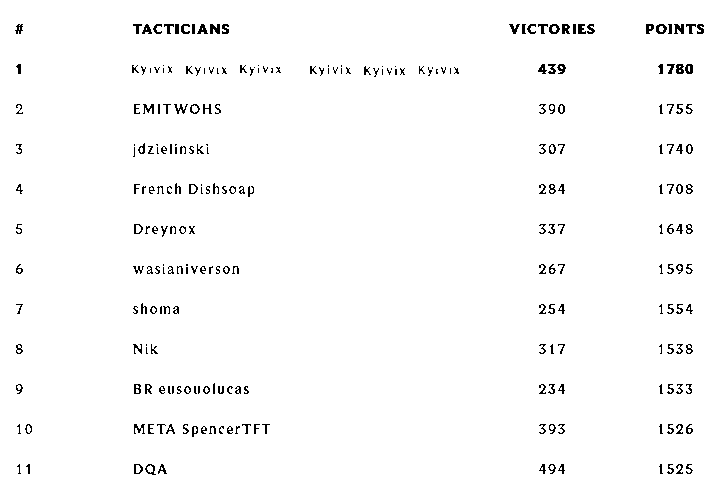 # TACTICIANS VICTORIES POINTS
1 Kyivix Kyivix Kyivix Kyivix Kyivix Kyivix 439 1780
2 EMITWOHS 390 1755
3 jdzielinski 307 1740
4 French Dishsoap 284 1708
5 Dreynox 337 1648
6 wasianiverson 267 1595
7 shoma 254 1554
8 Nik 317 1538
9 BR eusouolucas 234 1533
10 META SpencerTFT 393 1526
11 DQA 494 1525